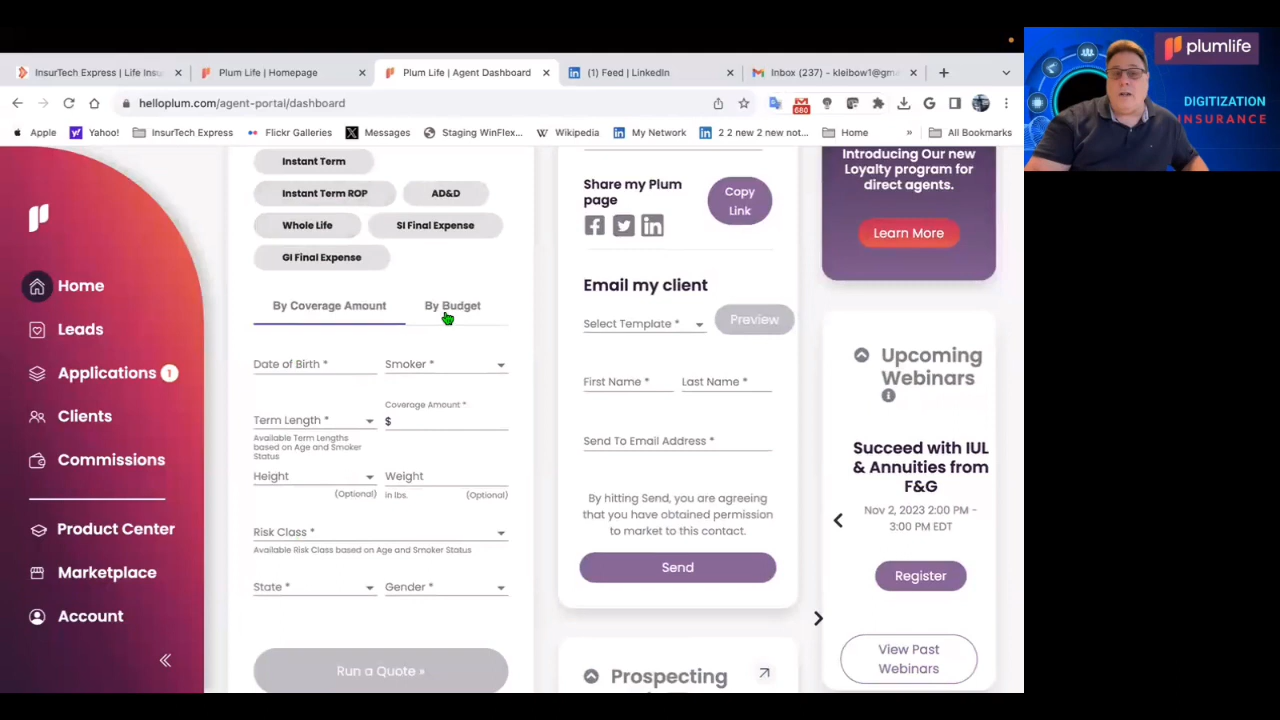 InsurTech Express | Life Insu
Plum Life | Homepage
Plum Life | Agent Dashboard
(1) Feed | LinkedIn
Inbox (237) - kleibow1@gm
helloplum.com/agent-portal/dashboard
680
Apple
Yahoo!
InsurTech Express
Flickr Galleries
Messages
Staging WinFlex...
Wikipedia
My Network
2 2 new 2 new not...
Home
»
All Bookmarks
plumlife
DIGITIZATION
INSURANCE
Home
Leads
Applications 1
Clients
Commissions
Product Center
Marketplace
Account
Instant Term
Instant Term ROP
AD&D
Whole Life
SI Final Expense
GI Final Expense
By Coverage Amount
By Budget
Date of Birth *
Smoker *
Term Length *
Coverage Amount *
$
Available Term Lengths
based on Age and Smoker
Status
Height
Weight
(Optional)
in lbs.
(Optional)
Risk Class *
Available Risk Class based on Age and Smoker Status
State *
Gender *
Run a Quote »
Share my Plum
page
Copy
Link
Email my client
Select Template *
Preview
First Name *
Last Name *
Send To Email Address *
By hitting Send, you are agreeing
that you have obtained permission
to market to this contact.
Send
Prospecting
Introducing Our new
Loyalty program for
direct agents.
Learn More
Upcoming
Webinars
Succeed with IUL
& Annuities from
F&G
Nov 2, 2023 2:00 PM -
3:00 PM EDT
Register
View Past
Webinars